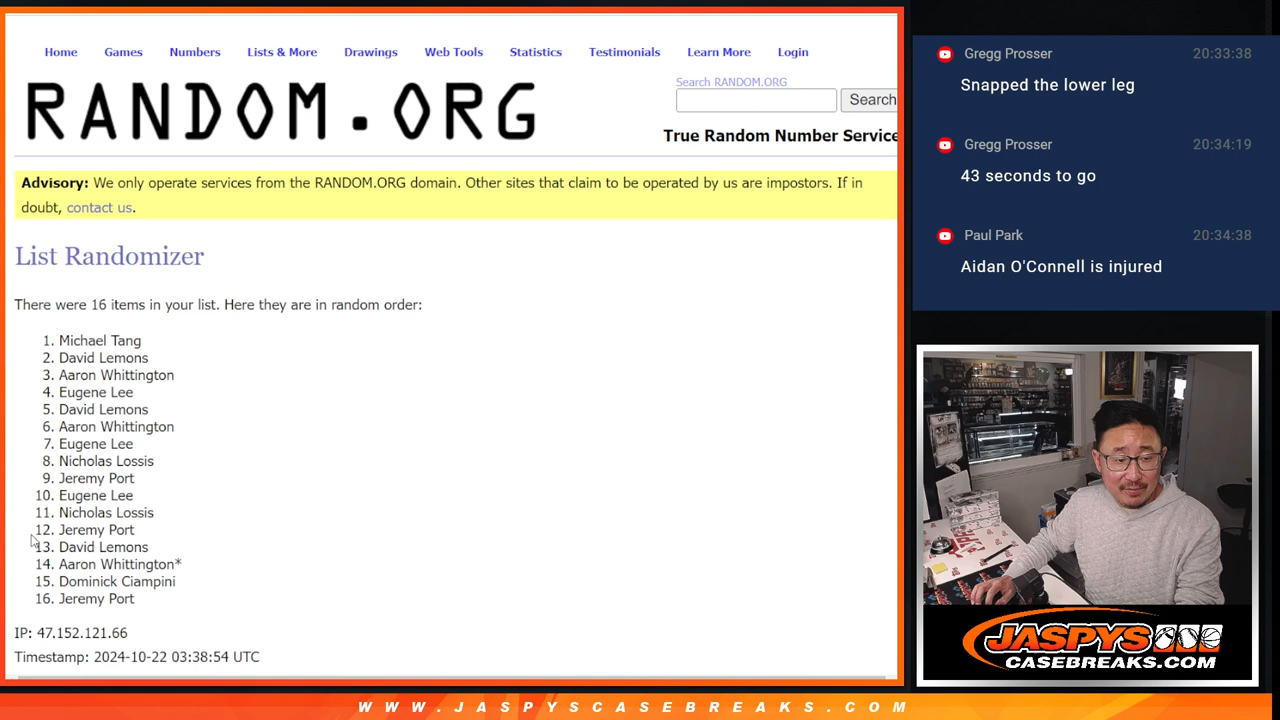 Home Games Numbers Lists & More Drawings Web Tools Statistics Testimonials Learn More Login
RANDOM.ORG
Search RANDOM.ORG
Search
True Random Number Service
Advisory: We only operate services from the RANDOM.ORG domain. Other sites that claim to be operated by us are impostors. If in
doubt, contact us.
List Randomizer
There were 16 items in your list. Here they are in random order:
1. Michael Tang
2. David Lemons
3. Aaron Whittington
4. Eugene Lee
5. David Lemons
6. Aaron Whittington
7. Eugene Lee
8. Nicholas Lossis
9. Jeremy Port
10. Eugene Lee
11. Nicholas Lossis
12. Jeremy Port
13. David Lemons
14. Aaron Whittington*
15. Dominick Ciampini
16. Jeremy Port
IP: 47.152.121.66
Timestamp: 2024-10-22 03:38:54 UTC
Gregg Prosser 20:33:38
Snapped the lower leg
Gregg Prosser 20:34:19
43 seconds to go
Paul Park 20:34:38
Aidan O'Connell is injured
JASPYS
CASEBREAKS.COM
WWW.JASPYSCASEBREAKS.COM